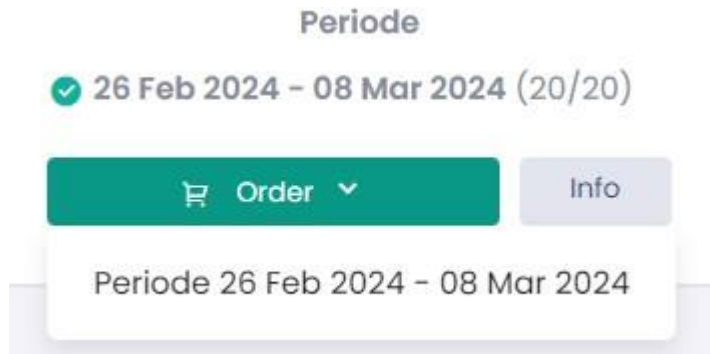 Periode
26 Feb 2024 - 08 Mar 2024 (20/20)
Order
Info
Periode 26 Feb 2024 - 08 Mar 2024